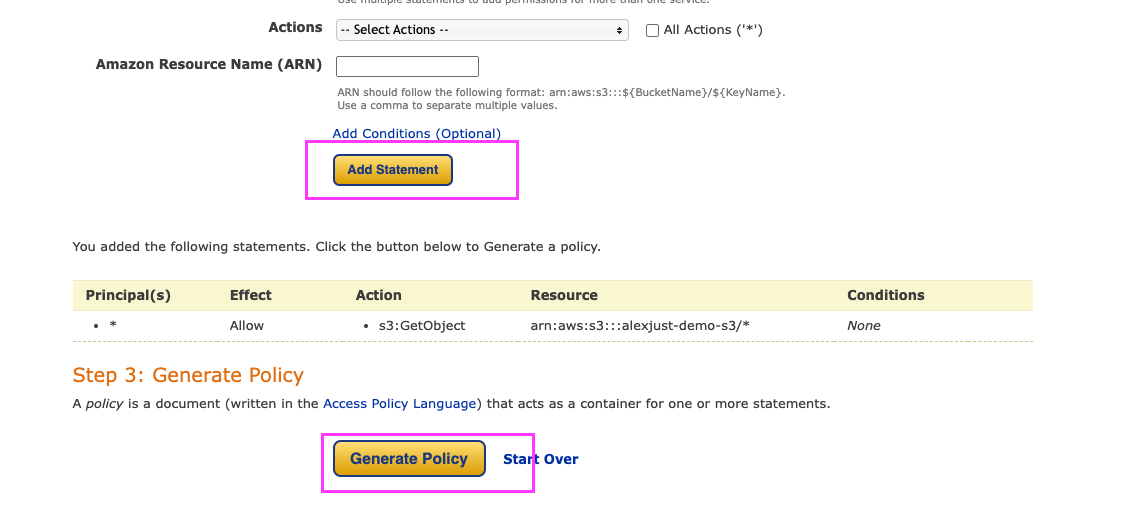 Use multiple statements to add permissions for more than one service.
Actions -- Select Actions -- All Actions ('*')
Amazon Resource Name (ARN)
ARN should follow the following format: arn:aws:s3:::${BucketName}/${KeyName}.
Use a comma to separate multiple values.
Add Conditions (Optional)
Add Statement
You added the following statements. Click the button below to Generate a policy.
Principal(s) Effect Action Resource Conditions
• * Allow • s3:GetObject arn:aws:s3:::alexjust-demo-s3/* None
Step 3: Generate Policy
A policy is a document (written in the Access Policy Language) that acts as a container for one or more statements.
Generate Policy Start Over